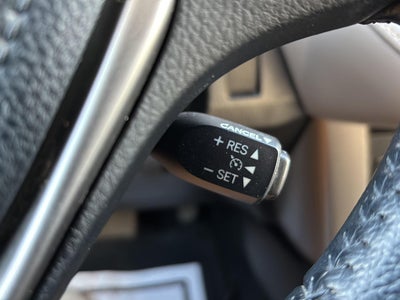 CANCEL▼
+ RES ▲
◀
– SET ▼